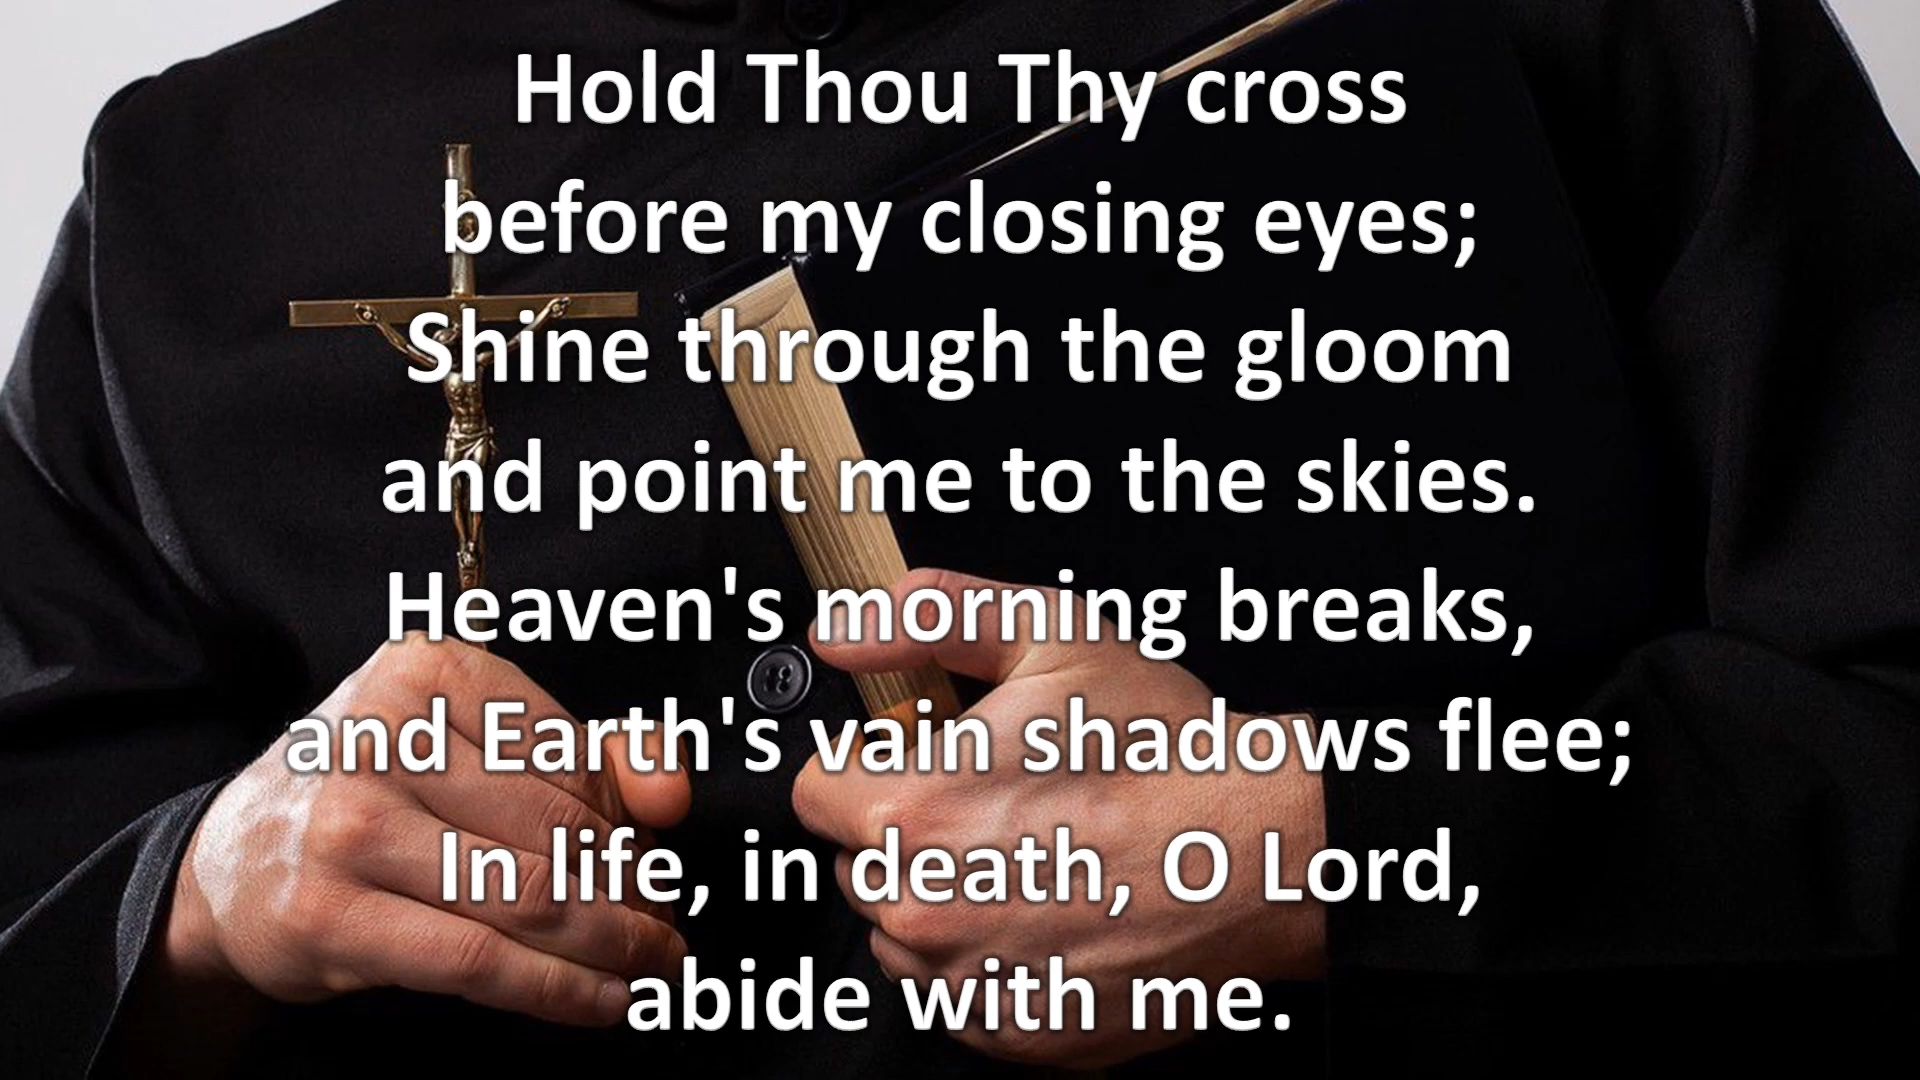 Hold Thou Thy cross
before my closing eyes;
Shine through the gloom
and point me to the skies.
Heaven's morning breaks,
and Earth's vain shadows flee;
In life, in death, O Lord,
abide with me.